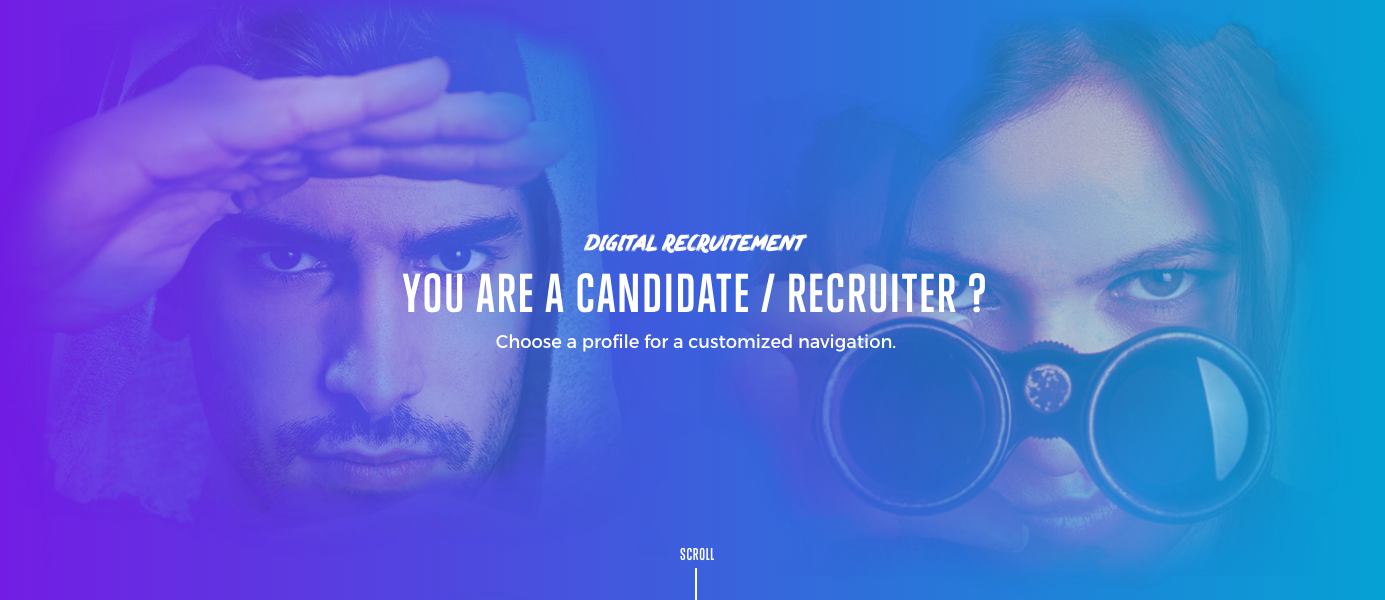 DIGITAL RECRUITEMENT
YOU ARE A CANDIDATE / RECRUITER ?
Choose a profile for a customized navigation.
SCROLL